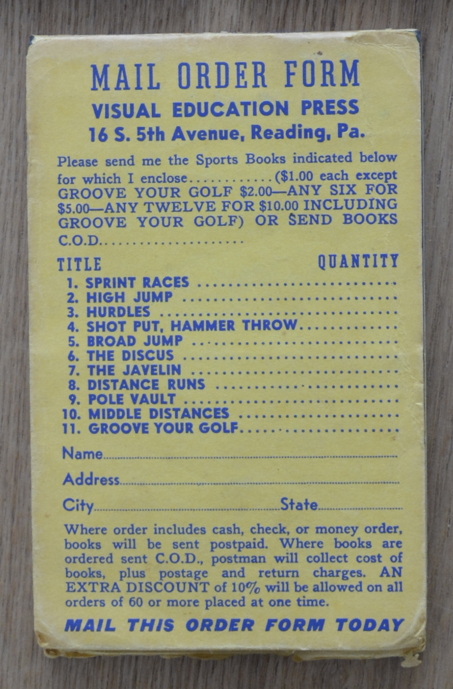 MAIL ORDER FORM
VISUAL EDUCATION PRESS
16 S. 5th Avenue, Reading, Pa.
Please send me the Sports Books indicated below
for which I enclose............($1.00 each except
GROOVE YOUR GOLF $2.00—ANY SIX FOR
$5.00—ANY TWELVE FOR $10.00 INCLUDING
GROOVE YOUR GOLF) OR SEND BOOKS
C.O.D.......................
TITLE QUANTITY
1. SPRINT RACES ............................
2. HIGH JUMP ............................
3. HURDLES ............................
4. SHOT PUT, HAMMER THROW..............
5. BROAD JUMP ............................
6. THE DISCUS ............................
7. THE JAVELIN ............................
8. DISTANCE RUNS ............................
9. POLE VAULT ............................
10. MIDDLE DISTANCES ......................
11. GROOVE YOUR GOLF......................
Name............................................................
Address............................................................
City........................................State....................
Where order includes cash, check, or money order,
books will be sent postpaid. Where books are
ordered sent C.O.D., postman will collect cost of
books, plus postage and return charges. AN
EXTRA DISCOUNT of 10% will be allowed on all
orders of 60 or more placed at one time.
MAIL THIS ORDER FORM TODAY